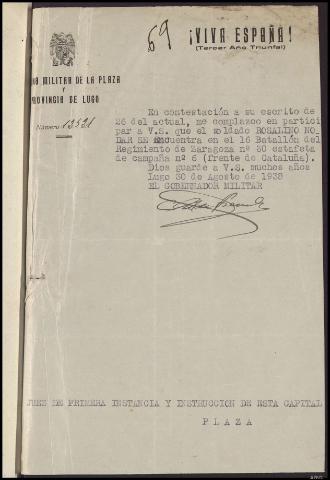 69
¡VIVA ESPAÑA!
(Tercer Año Triunfal)
MILITAR DE LA PLAZA
Y
PROVINCIA DE LUGO
Número 13521
En contestación a su escrito de
26 del actual, me complazco en partici
par a V.S. que el soldado ROSALINO NO-
DAR SE encuentra en el 16 Batallón del
Regimiento de Zaragoza nº 30 estafeta
de campaña nº 6 (frente de Cataluña).
Dios guarde a V.S. muchos años
Lugo 30 de Agosto de 1938
EL GOBERNADOR MILITAR
JUEZ DE PRIMERA INSTANCIA Y INSTRUCCION DE ESTA CAPITAL
PLAZA